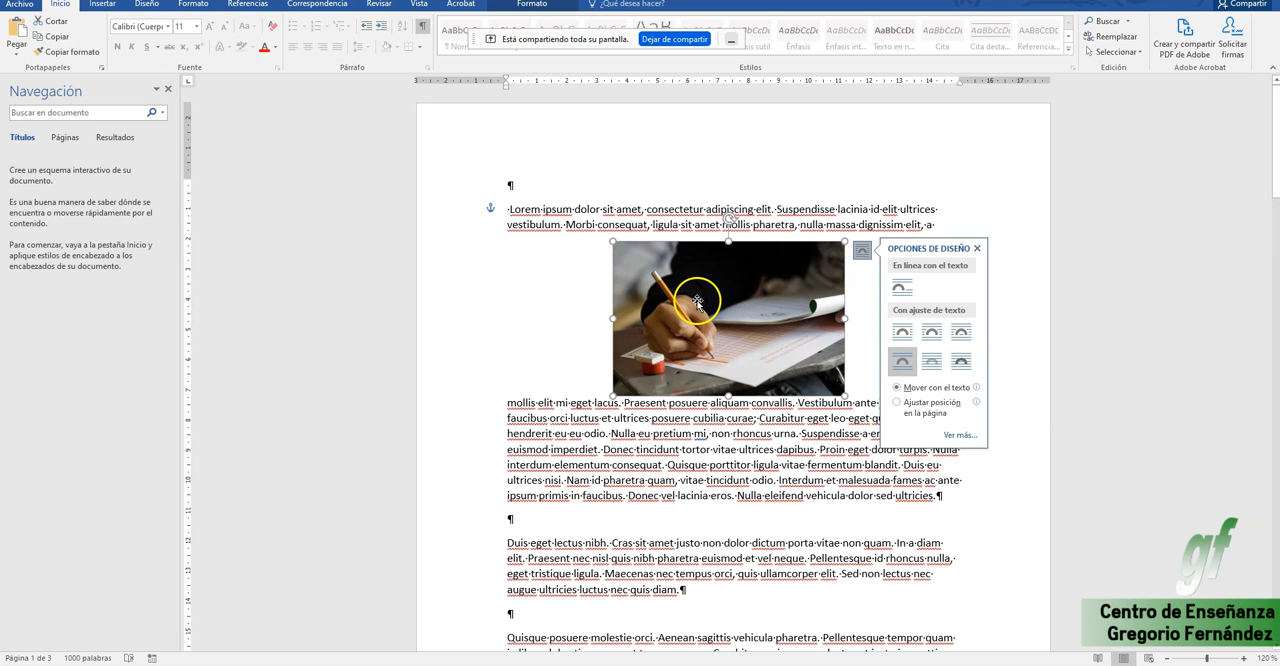 Archivo
Inicio
Insertar
Diseño
Formato
Referencias
Correspondencia
Revisar
Vista
Acrobat
Formato
¿Qué desea hacer?
Compartir
Pegar
Cortar
Copiar
Copiar formato
Portapapeles
Calibri (Cuerp
11
N K S abc x₂ x²
Fuente
Párrafo
Está compartiendo toda su pantalla.
Dejar de compartir
Énfasis
Énfasis int...
Texto en n...
Cita
Cita desta...
Referencia...
Estilos
Buscar
Reemplazar
Seleccionar
Edición
Crear y compartir
PDF de Adobe
Solicitar
firmas
Adobe Acrobat
Navegación
Buscar en documento
Títulos Páginas Resultados
Cree un esquema interactivo de su
documento.
Es una buena manera de saber dónde se
encuentra o moverse rápidamente por el
contenido.
Para comenzar, vaya a la pestaña Inicio y
aplique estilos de encabezado a los
encabezados de su documento.
¶
·Lorem·ipsum·dolor·sit·amet,·consectetur·adipiscing·elit.·Suspendisse·lacinia·id·elit·ultrices·
vestibulum.·Morbi·consequat,·ligula·sit·amet·mollis·pharetra,·nulla·massa·dignissim·elit,·a·
OPCIONES DE DISEÑO
En línea con el texto
Con ajuste de texto
Mover con el texto
Ajustar posición
en la página
Ver más...
mollis·elit·mi·eget·lacus.·Praesent·posuere·aliquam·convallis.·Vestibulum·ante·
faucibus·orci·luctus·et·ultrices·posuere·cubilia·curae;·Curabitur·eget·leo·eget
hendrerit·eu·eu·odio.·Nulla·eu·pretium·mi,·non·rhoncus·urna.·Suspendisse·a
euismod·imperdiet.·Donec·tincidunt·tortor·vitae·ultrices·dapibus.·Proin·eget·dolor·turpis.·Nulla·
interdum·elementum·consequat.·Quisque·porttitor·ligula·vitae·fermentum·blandit.·Duis·eu·
ultrices·nisi.·Nam·id·pharetra·quam,·vitae·tincidunt·odio.·Interdum·et·malesuada·fames·ac·ante·
ipsum·primis·in·faucibus.·Donec·vel·lacinia·eros.·Nulla·eleifend·vehicula·dolor·sed·ultricies.¶
¶
Duis·eget·lectus·nibh.·Cras·sit·amet·justo·non·dolor·dictum·porta·vitae·non·quam.·In·a·diam·
elit.·Praesent·nec·nisl·quis·nibh·pharetra·euismod·et·vel·neque.·Pellentesque·id·rhoncus·nulla,·
eget·tristique·ligula.·Maecenas·nec·tempus·orci,·quis·ullamcorper·elit.·Sed·non·lectus·nec·
augue·ultricies·luctus·nec·quis·diam.¶
¶
Quisque·posuere·molestie·orci.·Aenean·sagittis·vehicula·pharetra.·Pellentesque·tempor·quam·
gf
Centro de Enseñanza
Gregorio Fernández
Página 1 de 3
1000 palabras
120 %